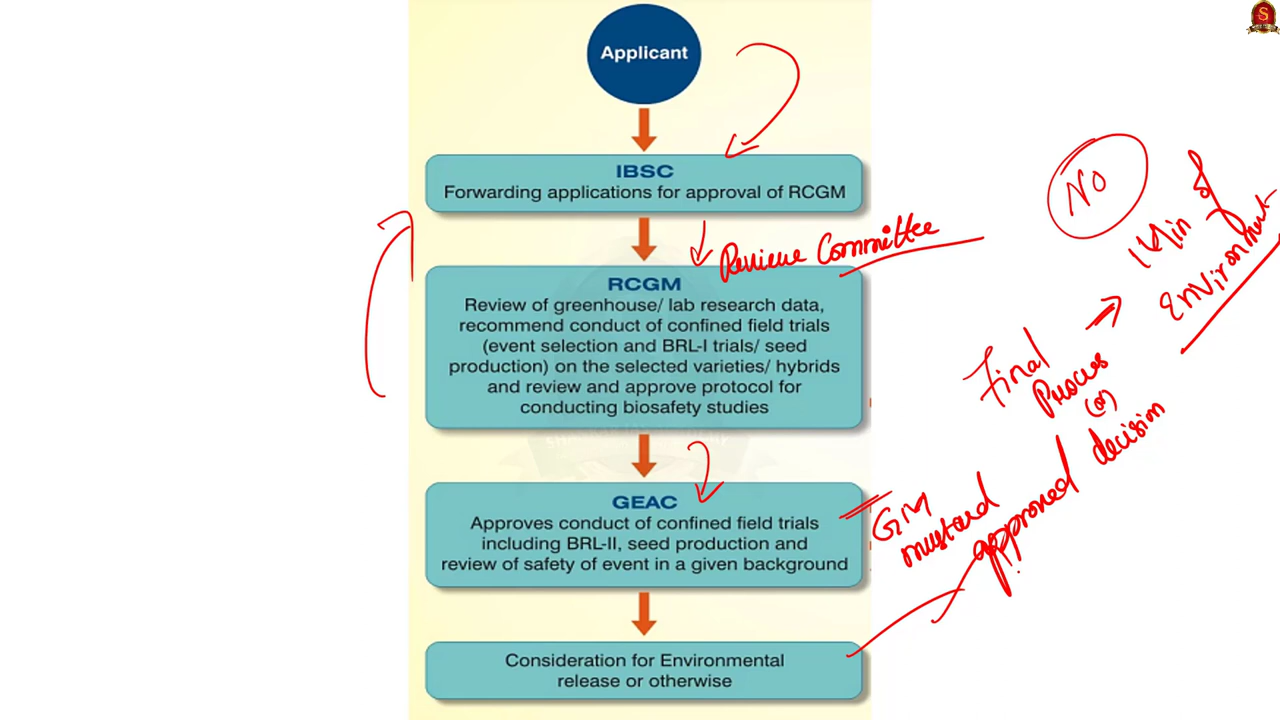 Applicant
IBSC
Forwarding applications for approval of RCGM
Review Committee
RCGM
Review of greenhouse/ lab research data,
recommend conduct of confined field trials
(event selection and BRL-I trials/ seed
production) on the selected varieties/ hybrids
and review and approve protocol for
conducting biosafety studies
GEAC
Approves conduct of confined field trials
including BRL-II, seed production and
review of safety of event in a given background
Consideration for Environmental
release or otherwise
GM
mustard
approved
Final
Process
(or)
decision
Min of
Environment
NO
S